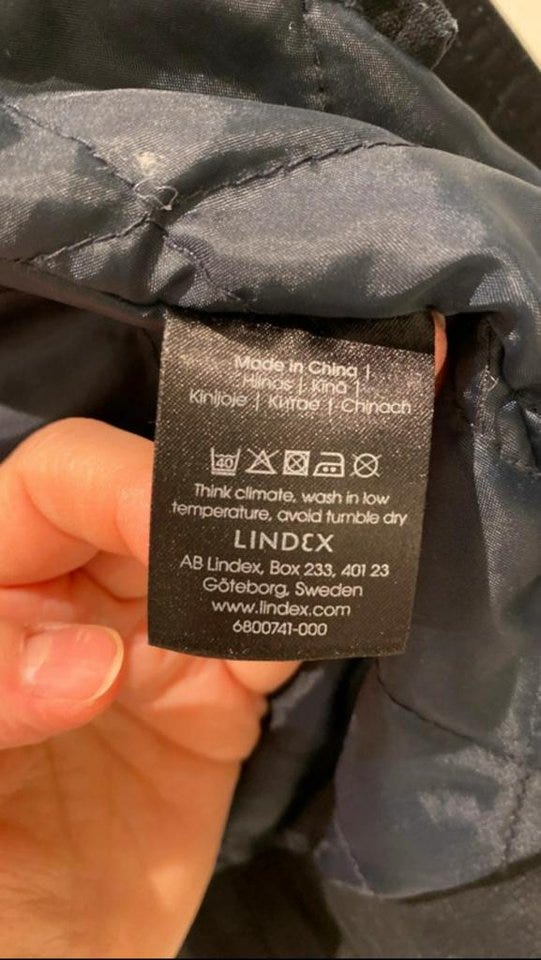 Made in China |
Hiinas | Kīnā |
Kinijoje | Китае | Chinach
40
Think climate, wash in low
temperature, avoid tumble dry
LINDEX
AB Lindex, Box 233, 401 23
Göteborg, Sweden
www.lindex.com
6800741-000